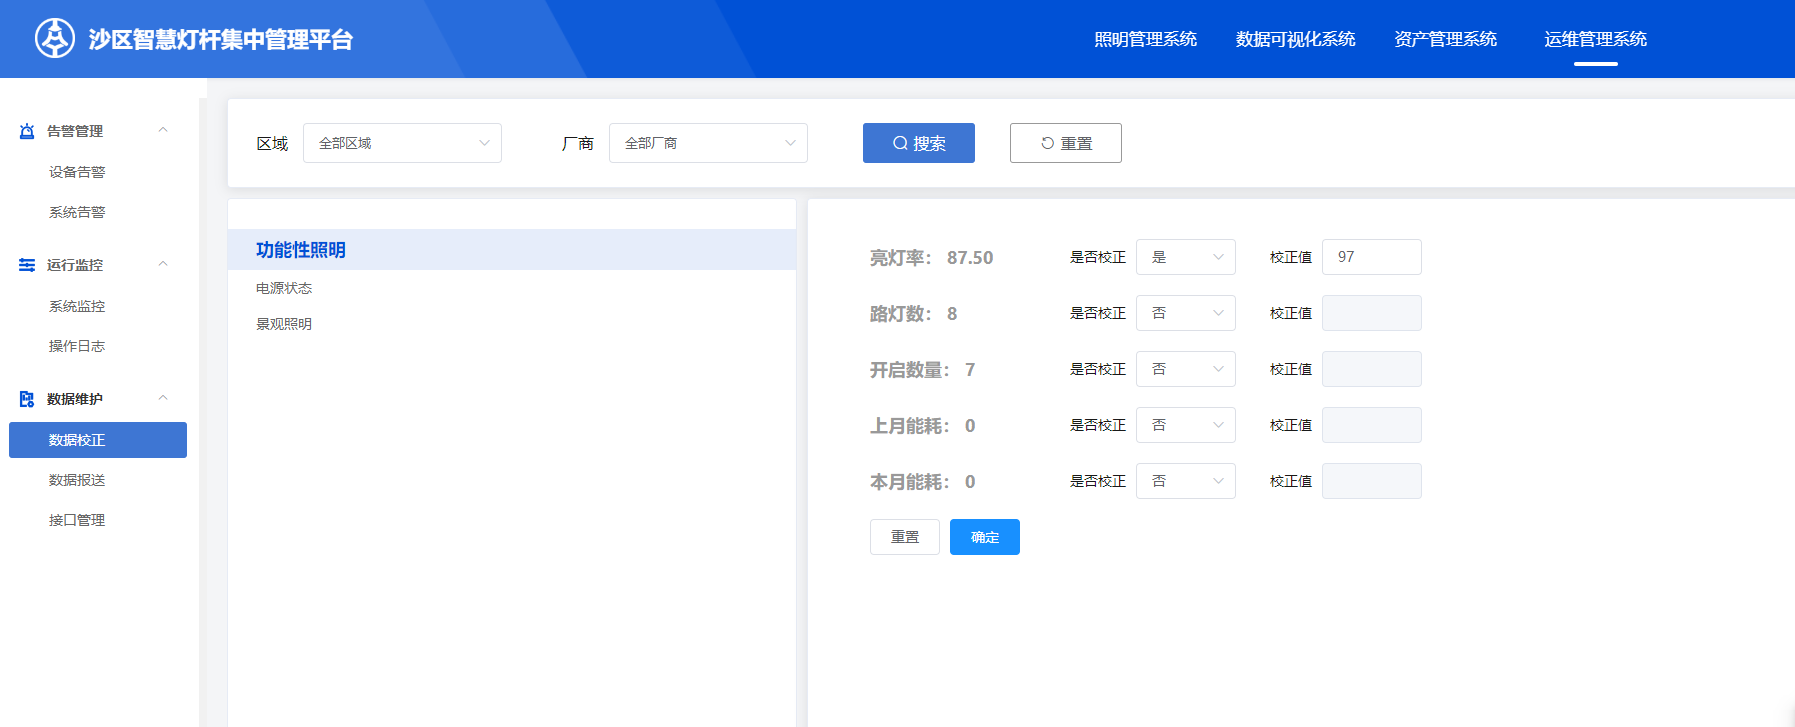 沙区智慧灯杆集中管理平台
照明管理系统 数据可视化系统 资产管理系统 运维管理系统
告警管理
设备告警
系统告警
运行监控
系统监控
操作日志
数据维护
数据校正
数据报送
接口管理
区域 全部区域 厂商 全部厂商 搜索 重置
功能性照明
电源状态
景观照明
亮灯率： 87.50 是否校正 是 校正值 97
路灯数： 8 是否校正 否 校正值
开启数量： 7 是否校正 否 校正值
上月能耗： 0 是否校正 否 校正值
本月能耗： 0 是否校正 否 校正值
重置 确定